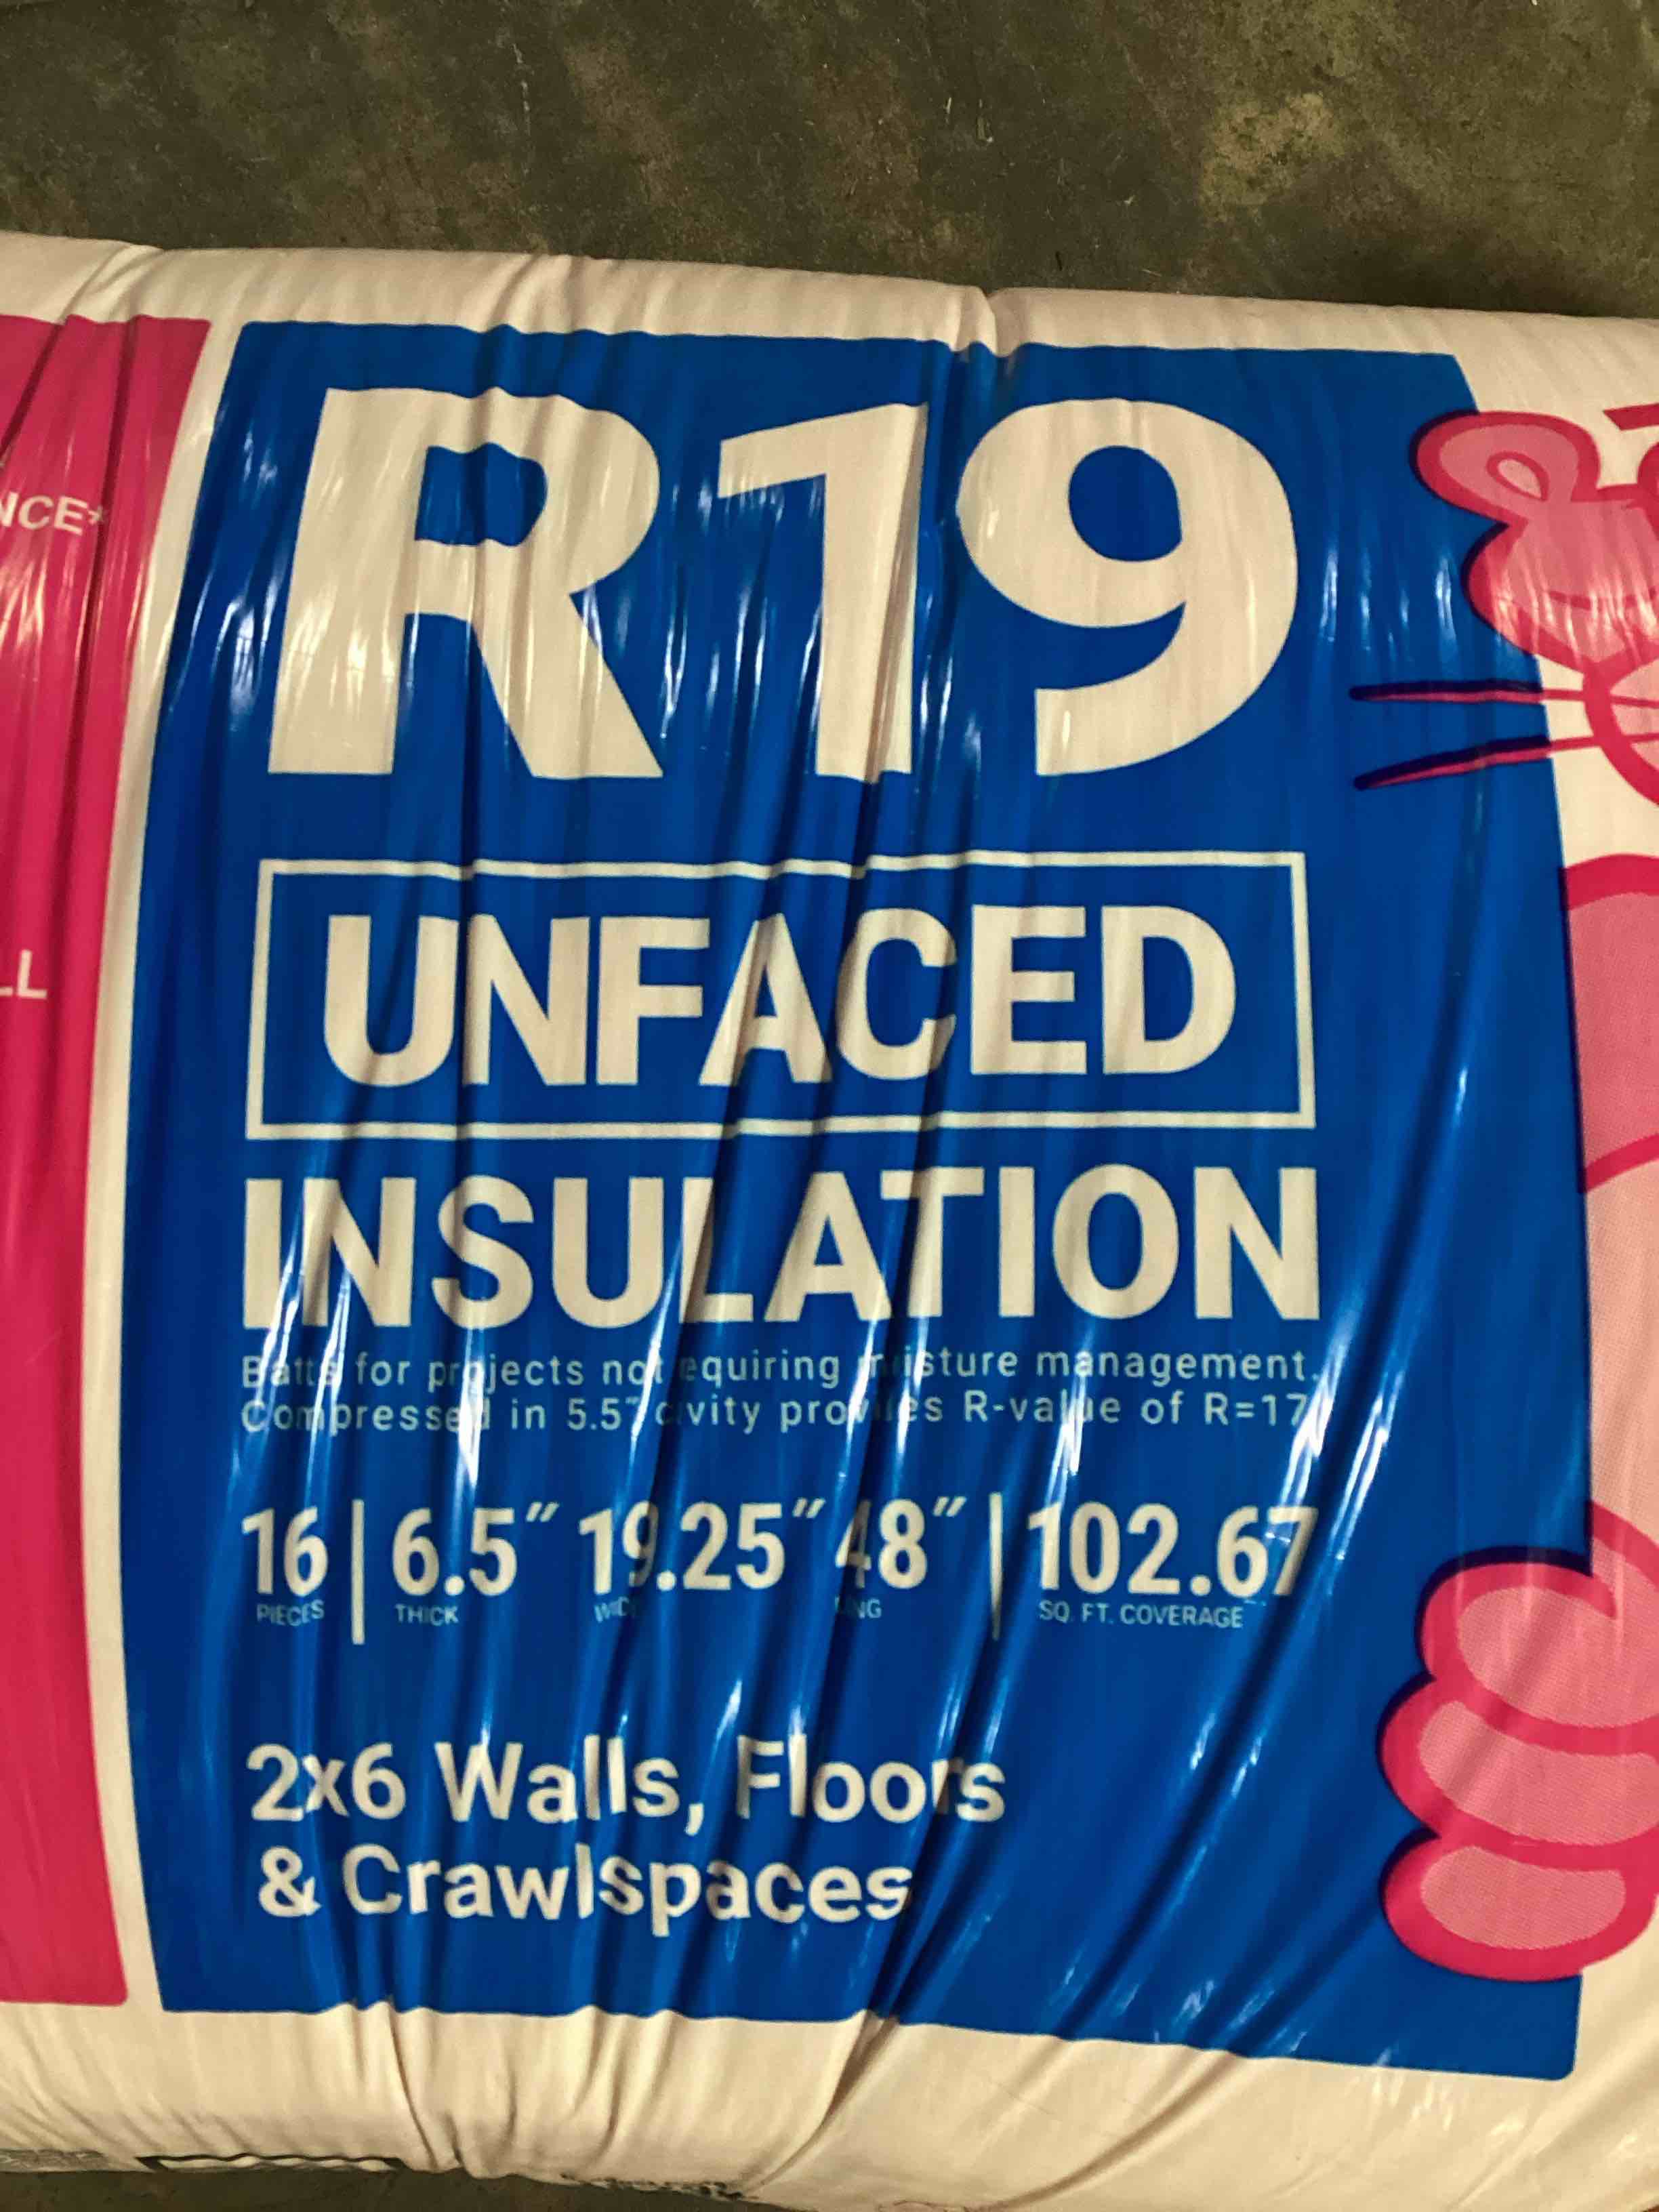 NCE*
LL
R19
UNFACED
INSULATION
Batts for projects not requiring moisture management.
Compressed in 5.5" cavity provides R-value of R=17
16 | 6.5" 19.25" 48" | 102.67
PIECES THICK WIDE LONG SQ. FT. COVERAGE
2x6 Walls, Floors
& Crawlspaces